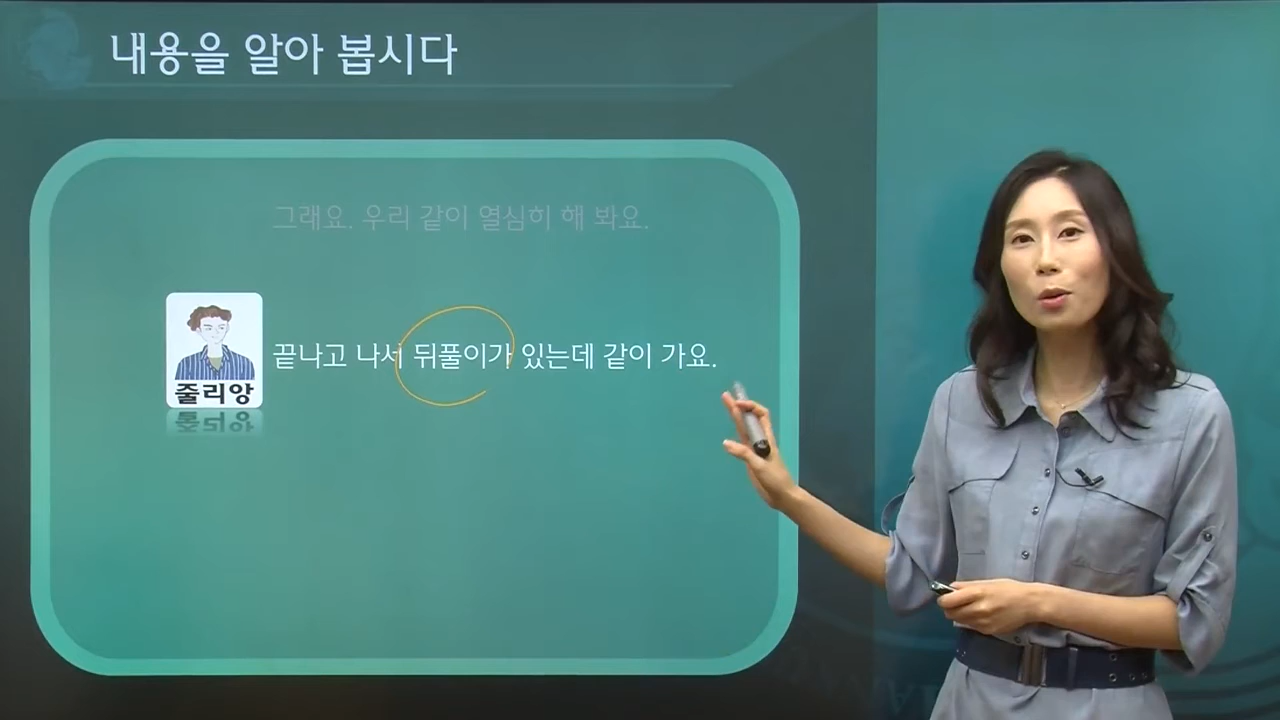 내용을 알아 봅시다
그래요. 우리 같이 열심히 해 봐요.
끝나고 나서 뒤풀이가 있는데 같이 가요.
줄리앙